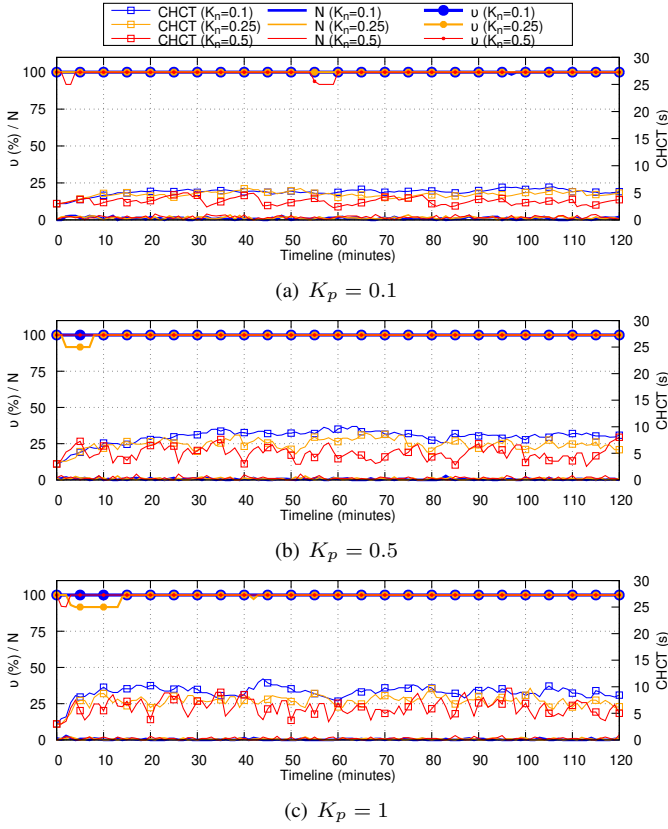 CHCT (Kn=0.1) N (Kn=0.1) υ (Kn=0.1)
CHCT (Kn=0.25) N (Kn=0.25) υ (Kn=0.25)
CHCT (Kn=0.5) N (Kn=0.5) υ (Kn=0.5)
υ (%) / N
0 25 50 75 100
CHCT (s)
0 5 10 15 20 25 30
0 10 20 30 40 50 60 70 80 90 100 110 120
Timeline (minutes)
(a) Kp = 0.1
υ (%) / N
0 25 50 75 100
CHCT (s)
0 5 10 15 20 25 30
0 10 20 30 40 50 60 70 80 90 100 110 120
Timeline (minutes)
(b) Kp = 0.5
υ (%) / N
0 25 50 75 100
CHCT (s)
0 5 10 15 20 25 30
0 10 20 30 40 50 60 70 80 90 100 110 120
Timeline (minutes)
(c) Kp = 1